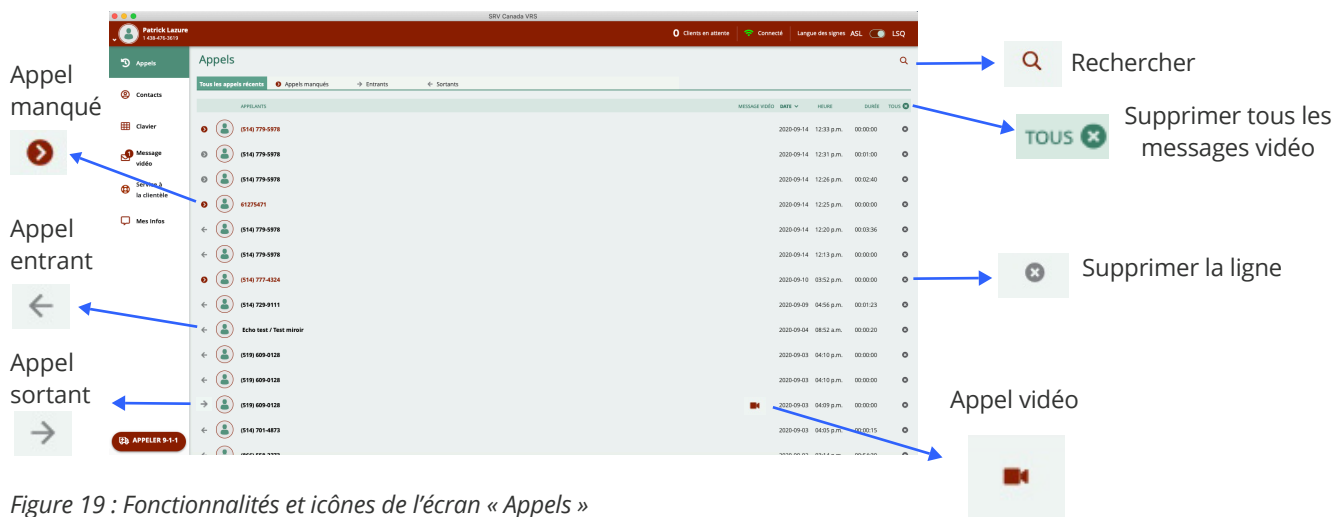 SRV Canada VRS
Patrick Lazure
1 438-476-3619
0 Clients en attente
Connecté
Langue des signes ASL LSQ
Appels
Contacts
Clavier
1
Message
vidéo
Service à
la clientèle
Mes Infos
APPELER 9-1-1
Appels
Tous les appels récents Appels manqués → Entrants ← Sortants
APPELANTS MESSAGE VIDÉO DATE HEURE DURÉE TOUS
(514) 779-5978 2020-09-14 12:33 p.m. 00:00:00
(514) 779-5978 2020-09-14 12:31 p.m. 00:01:00
(514) 779-5978 2020-09-14 12:26 p.m. 00:02:40
61275471 2020-09-14 12:25 p.m. 00:00:00
← (514) 779-5978 2020-09-14 12:20 p.m. 00:03:36
← (514) 779-5978 2020-09-14 12:13 p.m. 00:00:00
(514) 777-4324 2020-09-10 03:52 p.m. 00:00:00
← (514) 729-9111 2020-09-09 04:56 p.m. 00:01:23
← Echo test / Test miroir 2020-09-04 08:52 a.m. 00:00:20
← (519) 609-0128 2020-09-03 04:10 p.m. 00:00:00
← (519) 609-0128 2020-09-03 04:10 p.m. 00:00:00
→ (519) 609-0128 2020-09-03 04:09 p.m. 00:00:00
← (514) 701-4873 2020-09-03 04:05 p.m. 00:00:15
Appel
manqué
Appel
entrant
←
Appel
sortant
→
Rechercher
TOUS
Supprimer tous les
messages vidéo
Supprimer la ligne
Appel vidéo
Figure 19 : Fonctionnalités et icônes de l’écran « Appels »